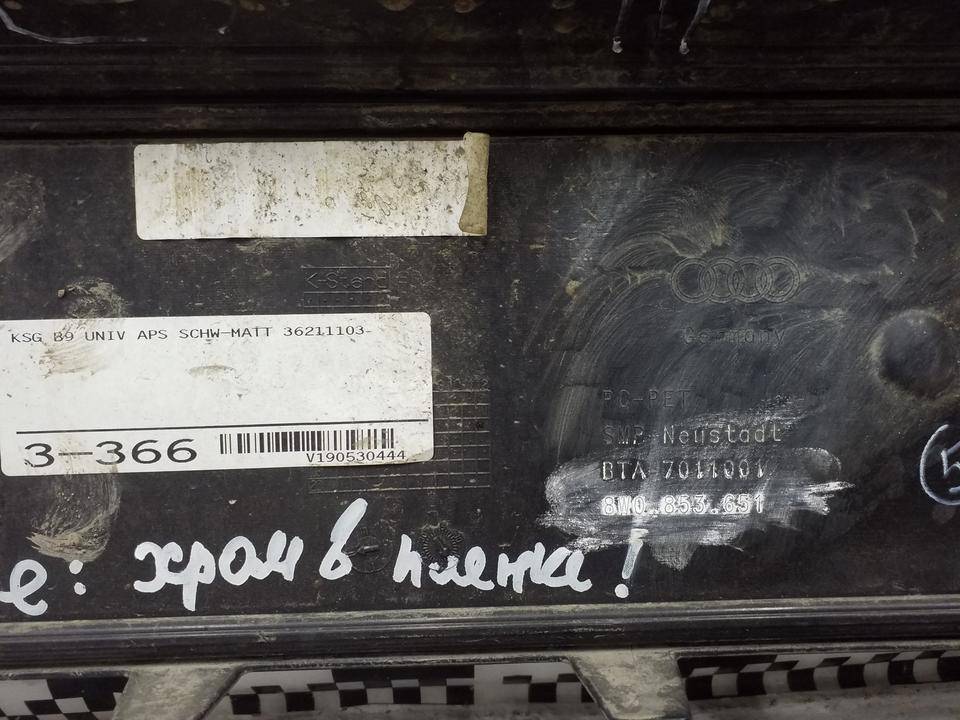 K-Stand
KSG B9 UNIV APS SCHW-MATT 36211103-
3-366
V190530444
Germany
PC-PET
SMP Neustadt
BTA 7011001
8W0.853.651
5
е: хром в пленке!